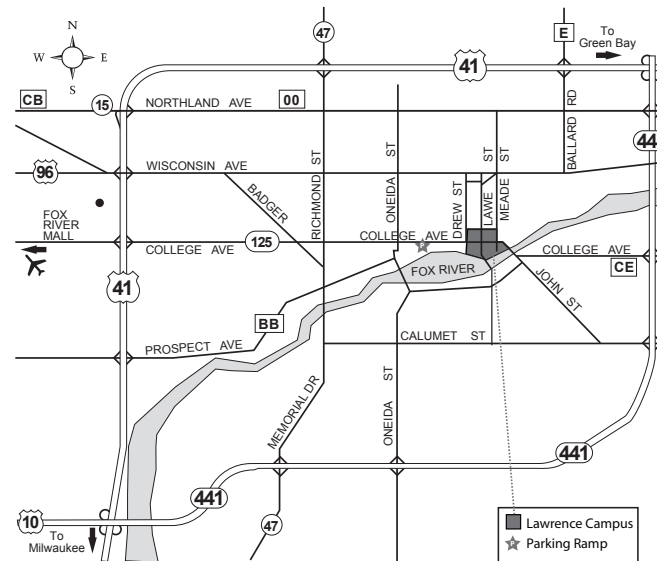 N
W
E
S
47
E
To
Green Bay
41
CB
15
NORTHLAND AVE
00
BALLARD RD
44
96
WISCONSIN AVE
RICHMOND ST
ONEIDA ST
DREW ST
LAWE ST
MEADE ST
BADGER
FOX
RIVER
MALL
COLLEGE AVE
125
COLLEGE AVE
P
COLLEGE AVE
FOX RIVER
CE
JOHN ST
41
BB
PROSPECT AVE
CALUMET ST
MEMORIAL DR
ONEIDA ST
441
441
10
To
Milwaukee
47
Lawrence Campus
P Parking Ramp